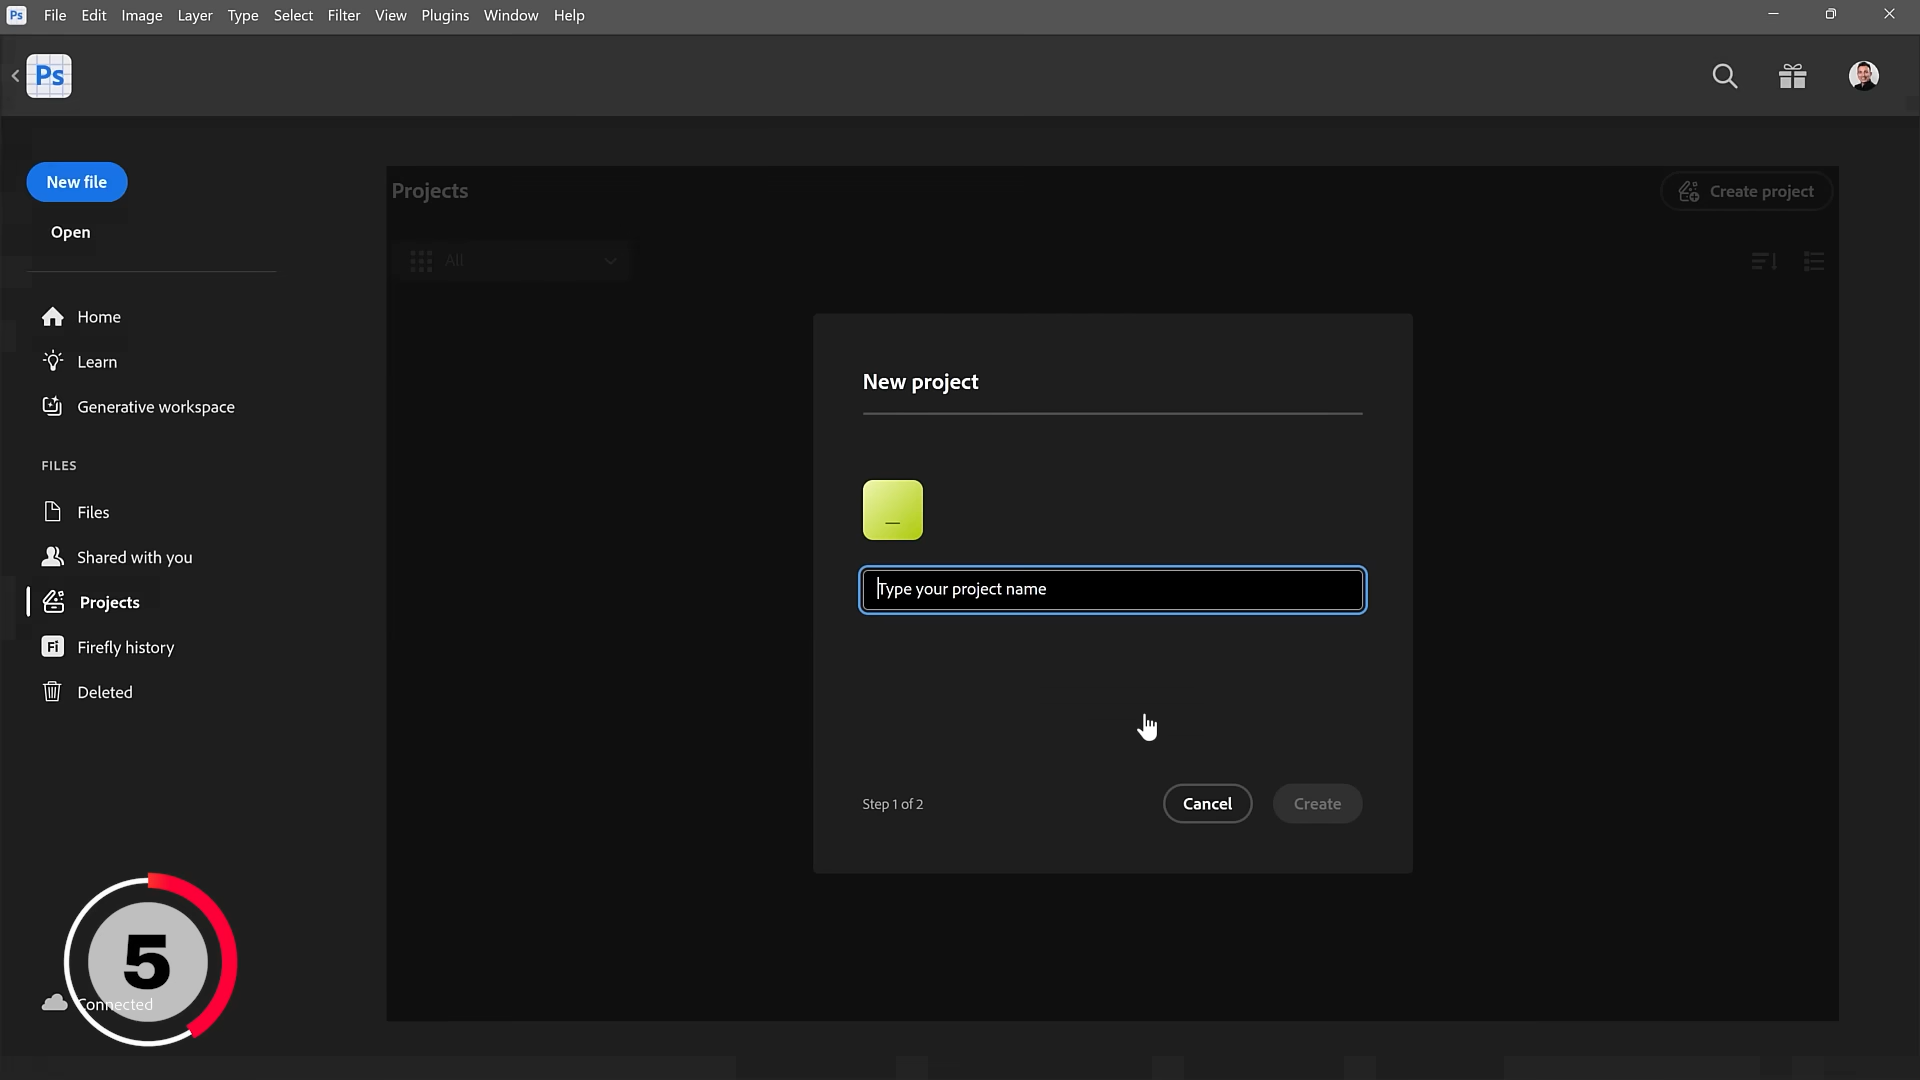 Ps File Edit Image Layer Type Select Filter View Plugins Window Help
Ps
New file
Open
Home
Learn
Generative workspace
FILES
Files
Shared with you
Projects
Fi Firefly history
Deleted
Connected
5
Projects
Create project
All
New project
Type your project name
Step 1 of 2
Cancel
Create